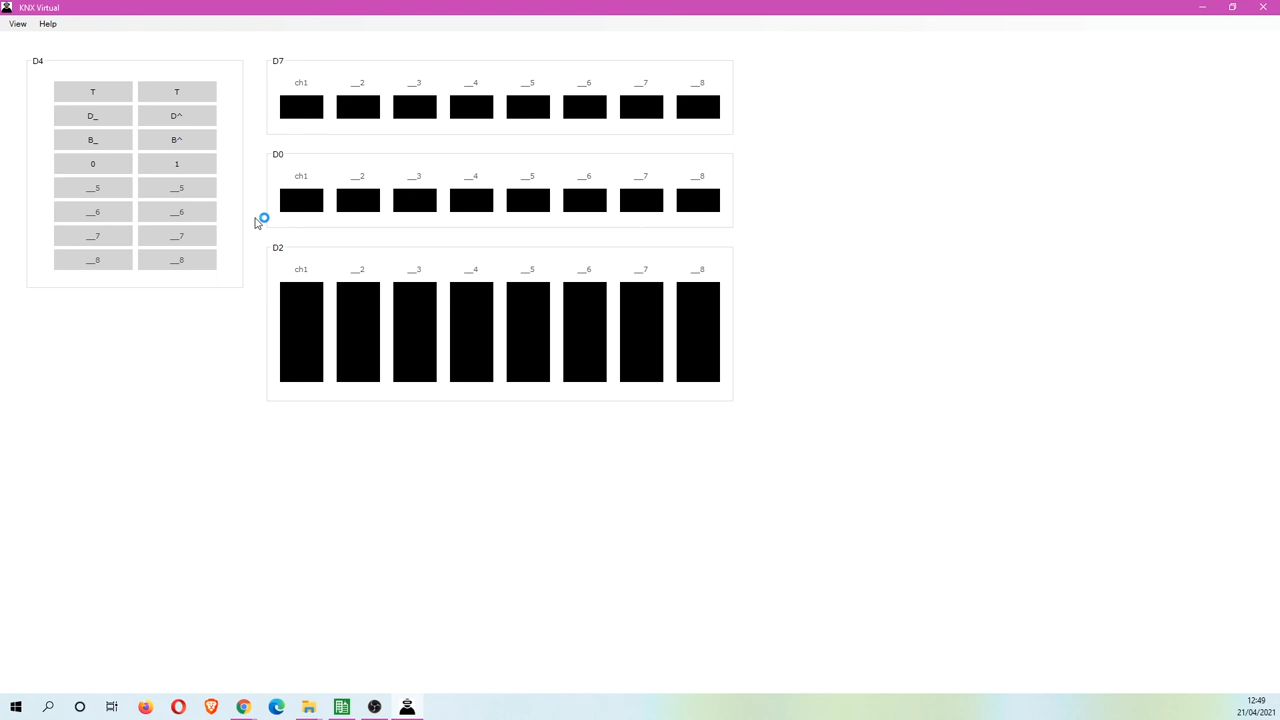 KNX Virtual
View Help
D4
T T
D_ D^
B_ B^
0 1
__5 __5
__6 __6
__7 __7
__8 __8
D7
ch1 __2 __3 __4 __5 __6 __7 __8
D0
ch1 __2 __3 __4 __5 __6 __7 __8
D2
ch1 __2 __3 __4 __5 __6 __7 __8
12:49
21/04/2021